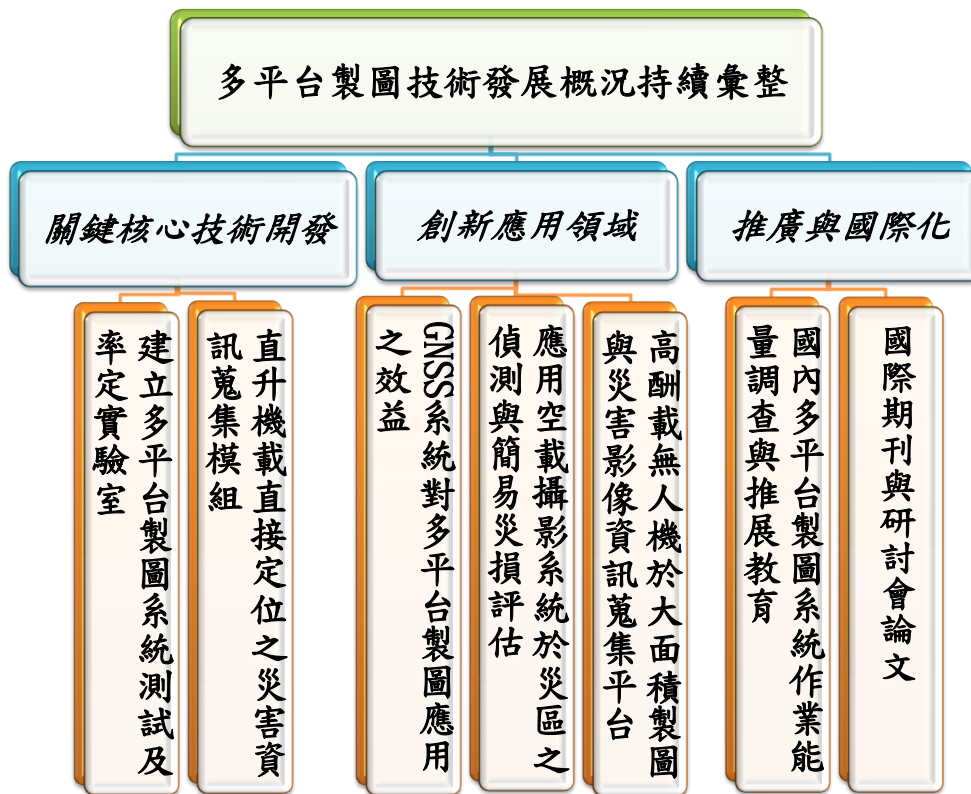 多平台製圖技術發展概況持續彙整
關鍵核心技術開發
創新應用領域
推廣與國際化
建立多平台製圖系統測試及
率定實驗室
直升機載直接定位之災害資
訊蒐集模組
GNSS系統對多平台製圖應用
之效益
應用空載攝影系統於災區之
偵測與簡易災損評估
高酬載無人機於大面積製圖
與災害影像資訊蒐集平台
國內多平台製圖系統作業能
量調查與推展教育
國際期刊與研討會論文